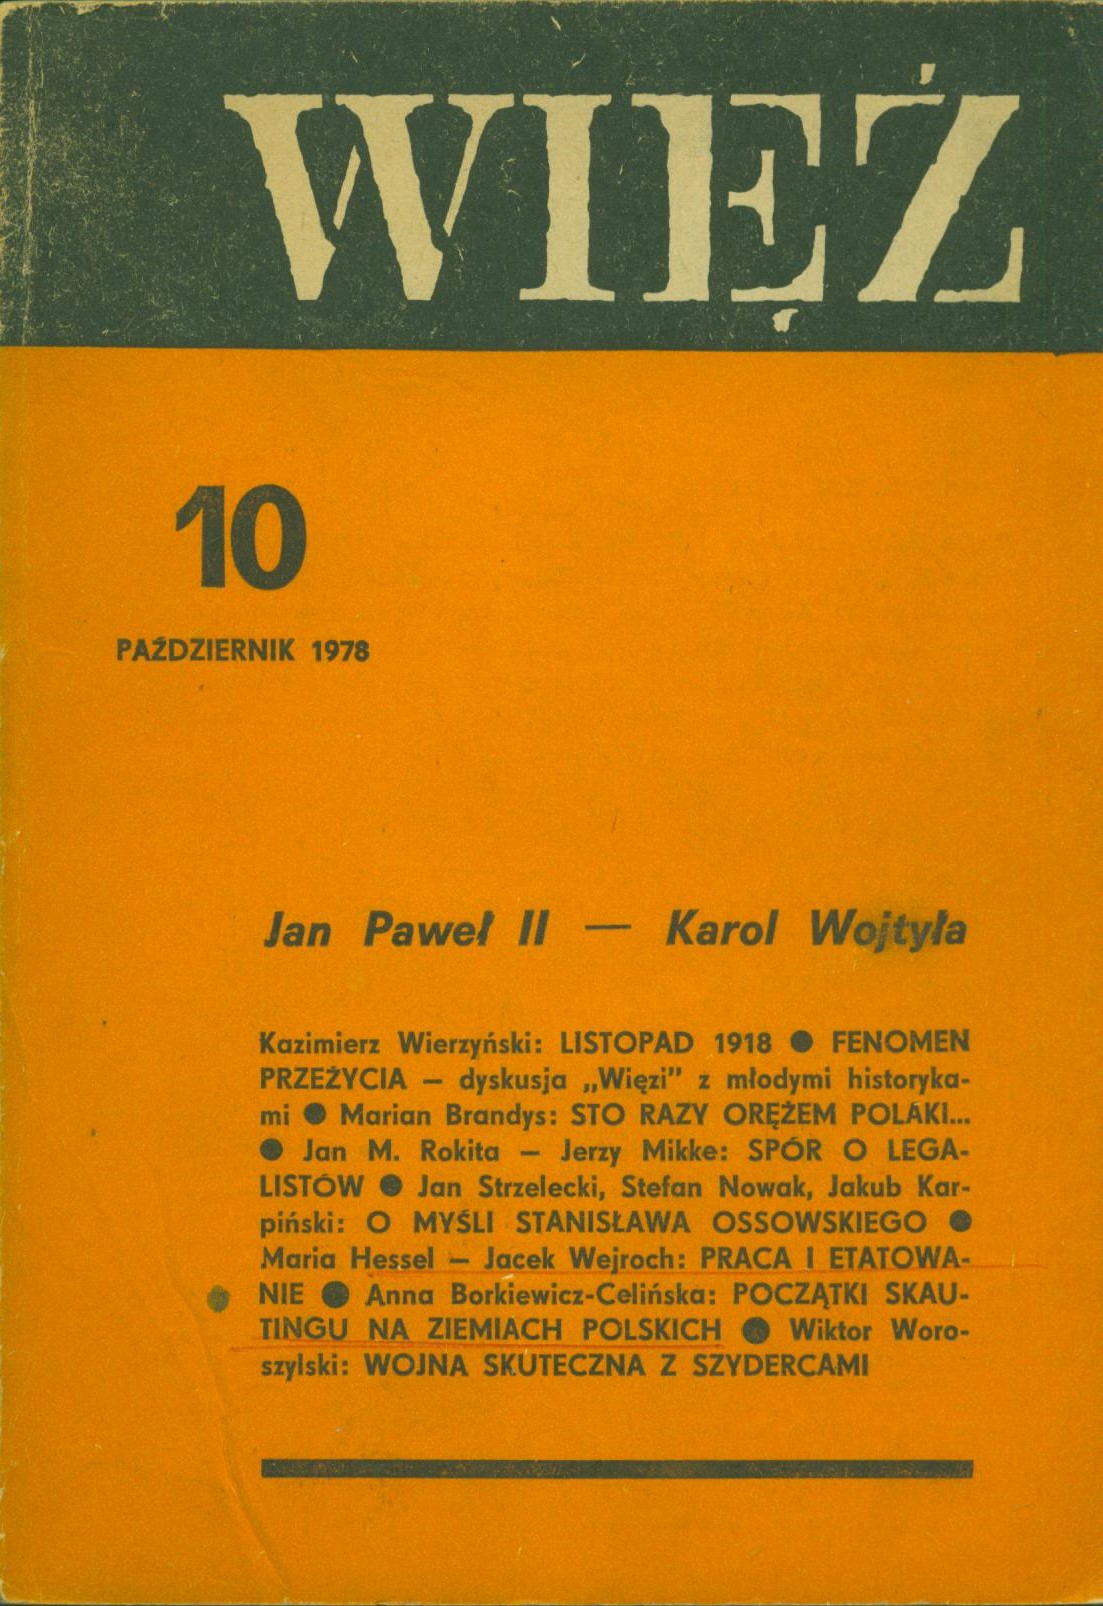 WIĘŹ
10
PAŹDZIERNIK 1978
Jan Paweł II — Karol Wojtyła
Kazimierz Wierzyński: LISTOPAD 1918 ● FENOMEN
PRZEŻYCIA – dyskusja „Więzi” z młodymi historyka-
mi ● Marian Brandys: STO RAZY ORĘŻEM POLAKI...
● Jan M. Rokita – Jerzy Mikke: SPÓR O LEGA-
LISTÓW ● Jan Strzelecki, Stefan Nowak, Jakub Kar-
piński: O MYŚLI STANISŁAWA OSSOWSKIEGO ●
Maria Hessel – Jacek Wejroch: PRACA I ETATOWA-
NIE ● Anna Borkiewicz-Celińska: POCZĄTKI SKAU-
TINGU NA ZIEMIACH POLSKICH ● Wiktor Woro-
szylski: WOJNA SKUTECZNA Z SZYDERCAMI